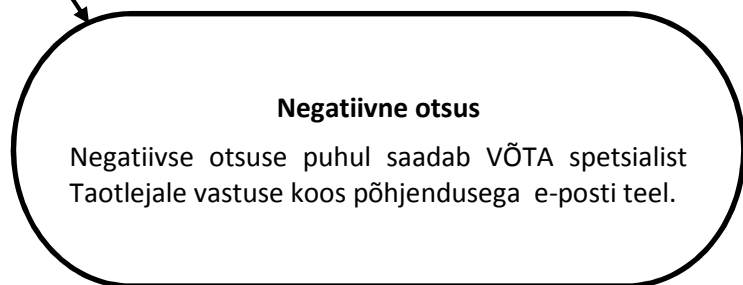 Negatiivne otsus
Negatiivse otsuse puhul saadab VÕTA spetsialist
Taotlejale vastuse koos põhjendusega e-posti teel.